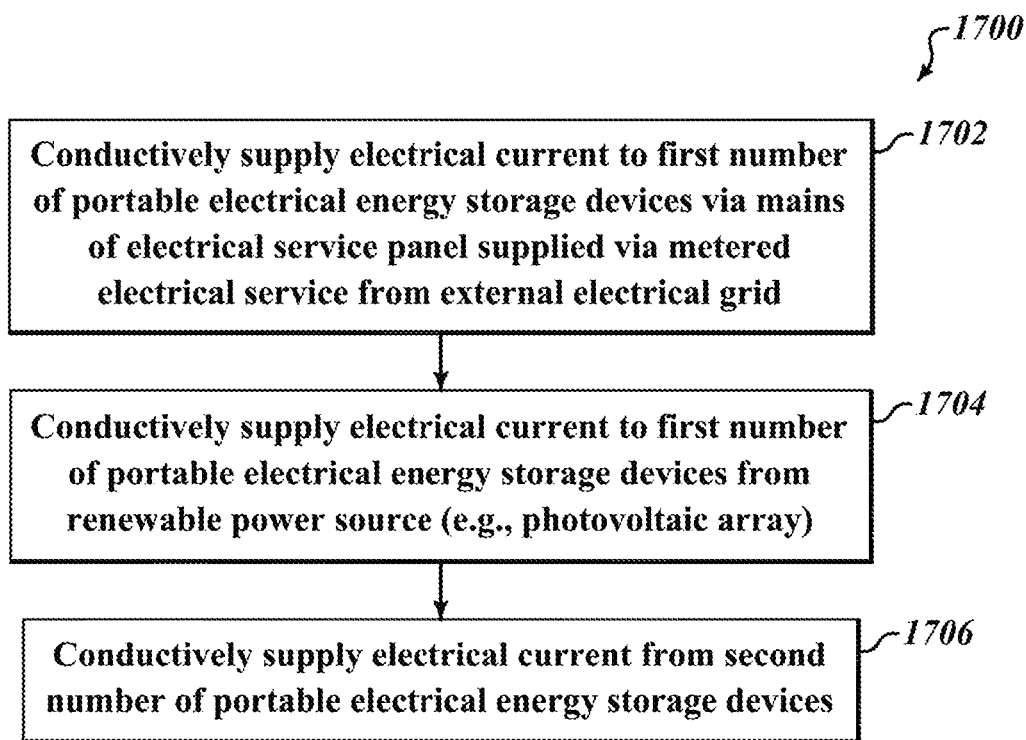 1700
1702
Conductively supply electrical current to first number
of portable electrical energy storage devices via mains
of electrical service panel supplied via metered
electrical service from external electrical grid
1704
Conductively supply electrical current to first number
of portable electrical energy storage devices from
renewable power source (e.g., photovoltaic array)
1706
Conductively supply electrical current from second
number of portable electrical energy storage devices